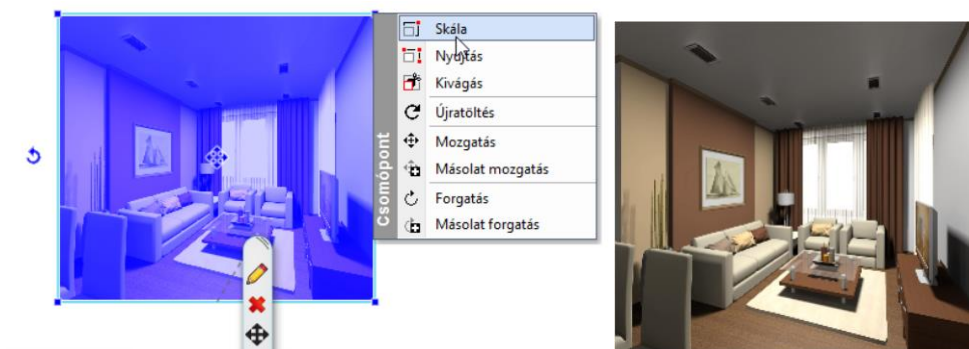 Csomópont
Skála
Nyújtás
Kivágás
Újratöltés
Mozgatás
Másolat mozgatás
Forgatás
Másolat forgatás